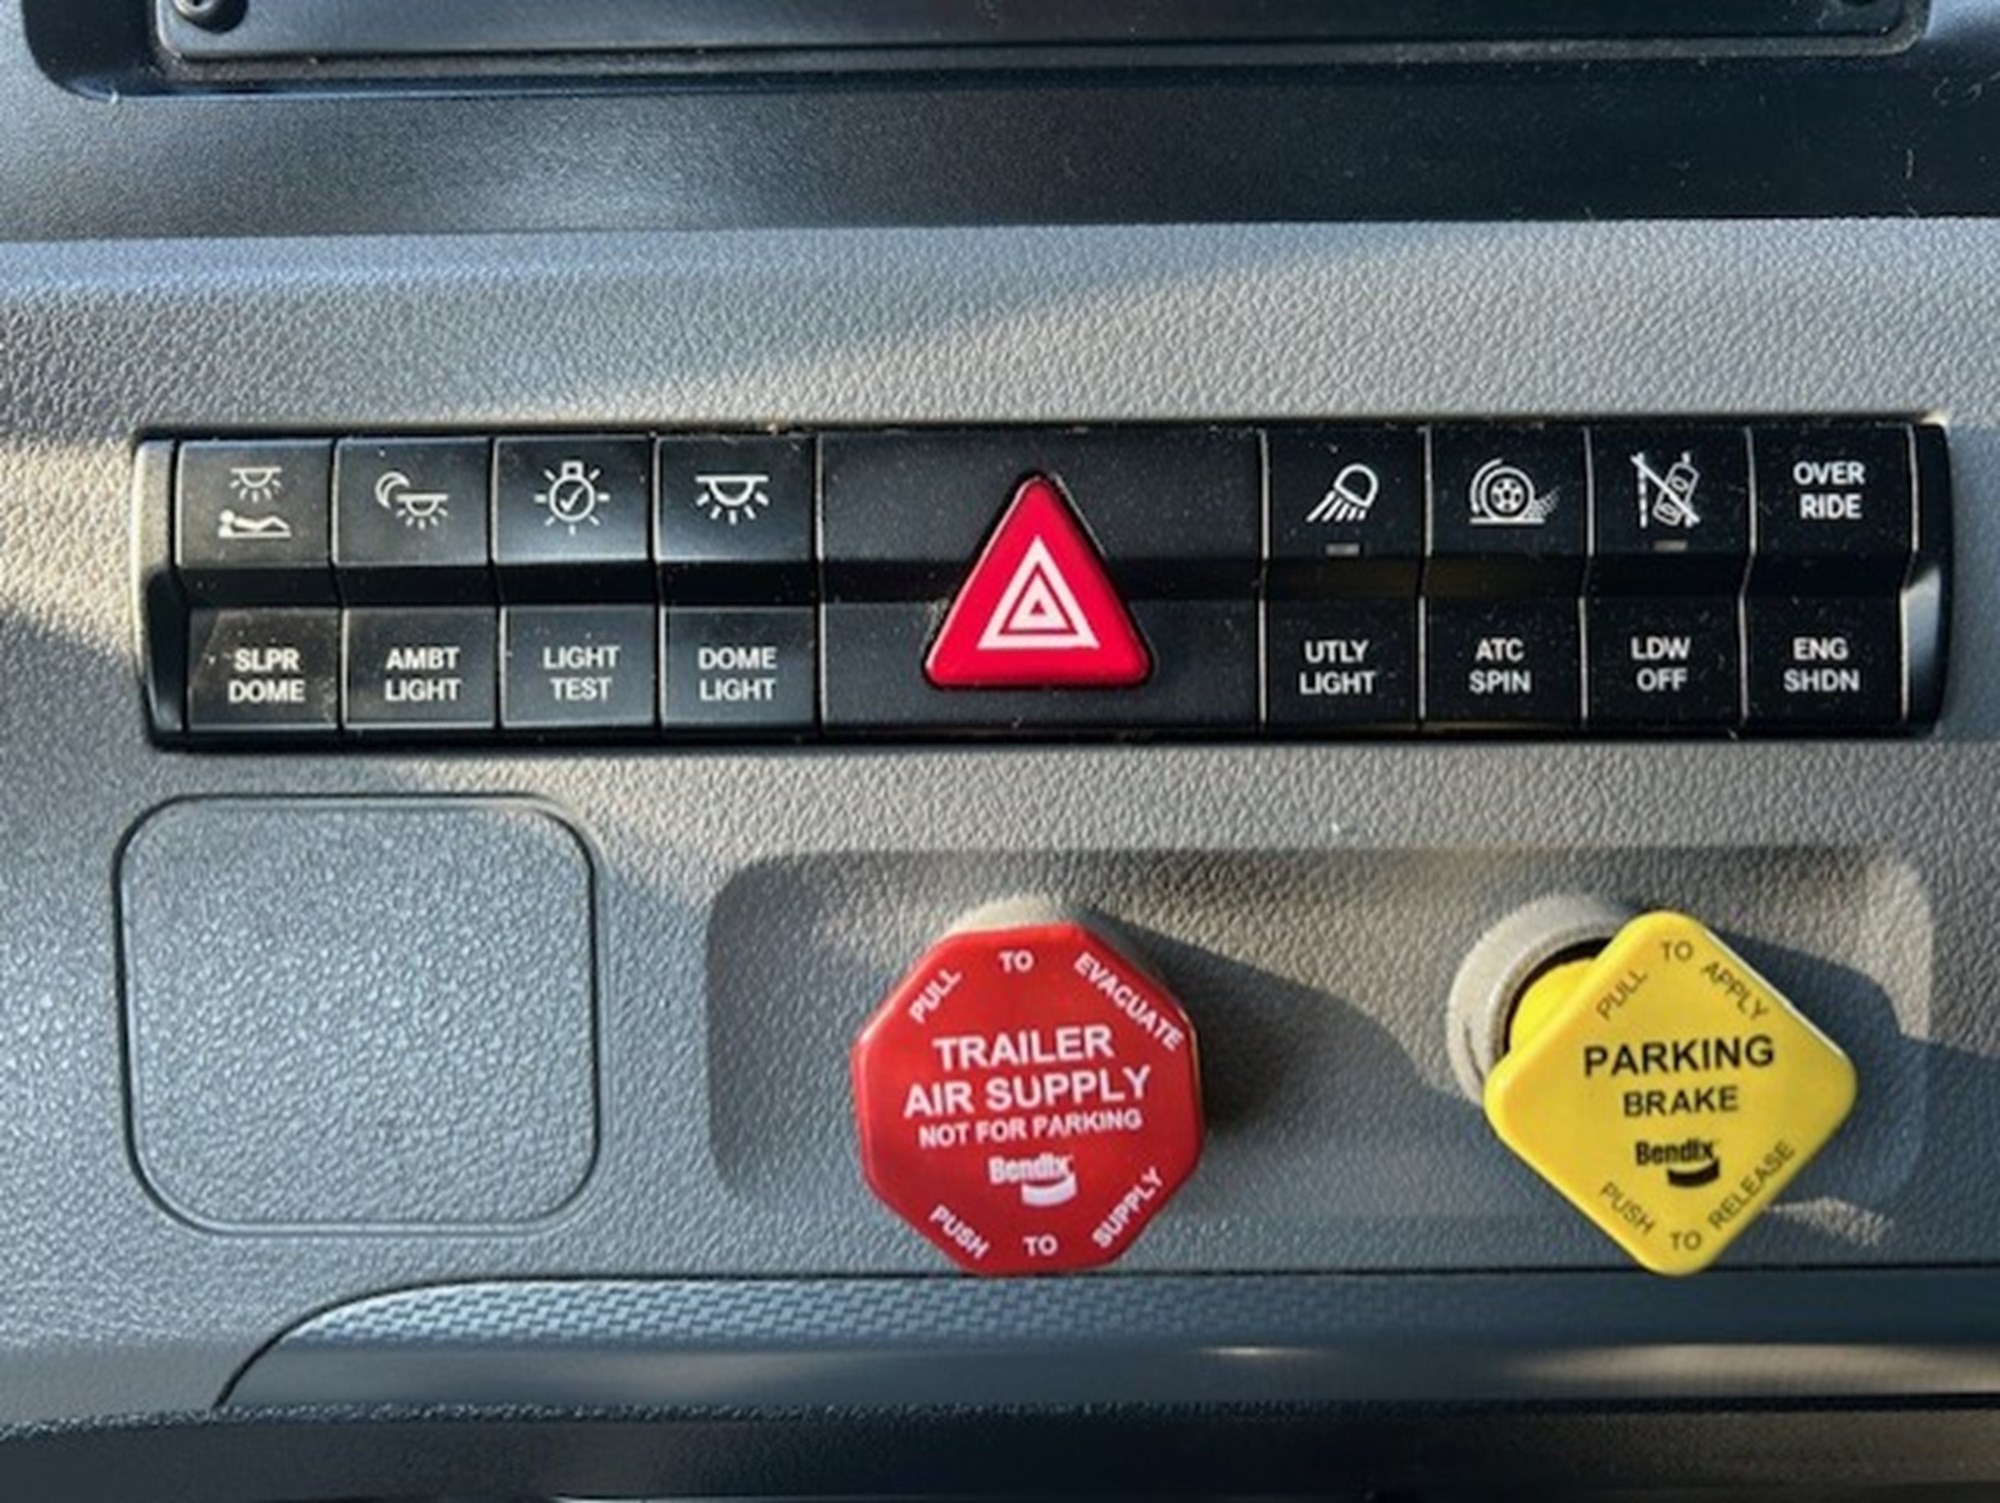 OVER
RIDE
SLPR
DOME
AMBT
LIGHT
LIGHT
TEST
DOME
LIGHT
UTLY
LIGHT
ATC
SPIN
LDW
OFF
ENG
SHDN
PULL TO EVACUATE
TRAILER
AIR SUPPLY
NOT FOR PARKING
Bendix
PUSH TO SUPPLY
PULL TO APPLY
PARKING
BRAKE
Bendix
PUSH TO RELEASE